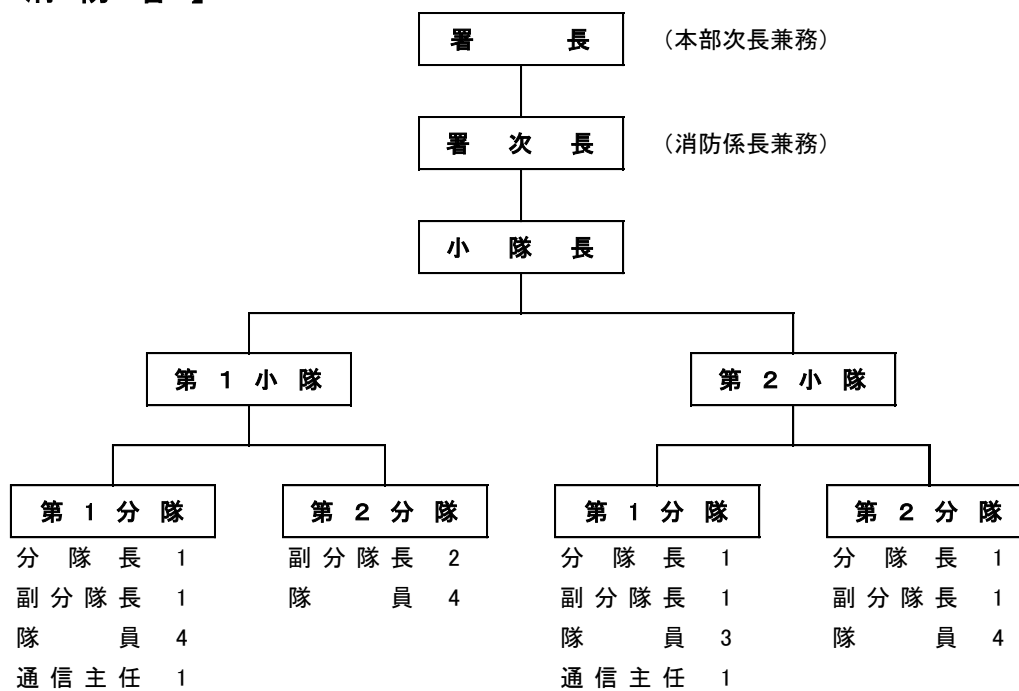 署長 (本部次長兼務)
署次長 (消防係長兼務)
小隊長
第1小隊 第2小隊
第1分隊 第2分隊 第1分隊 第2分隊
分隊長 1 副分隊長 2 分隊長 1 分隊長 1
副分隊長 1 隊員 4 副分隊長 1 副分隊長 1
隊員 4 隊員 3 隊員 4
通信主任 1 通信主任 1